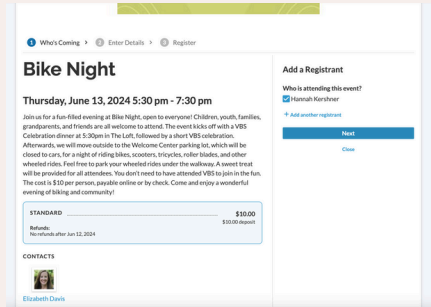 1 Who's Coming > 2 Enter Details > 3 Register
Bike Night
Thursday, June 13, 2024 5:30 pm - 7:30 pm
Join us for a fun-filled evening at Bike Night, open to everyone! Children, youth, families,
grandparents, and friends are all welcome to attend. The event kicks off with a VBS
Celebration dinner at 5:30pm in The Loft, followed by a short VBS celebration.
Afterwards, we will move outside to the Welcome Center parking lot, which will be
closed to cars, for a night of riding bikes, scooters, tricycles, roller blades, and other
wheeled rides. Feel free to park your wheeled rides under the walkway. A sweet treat
will be provided for all attendees. You don't need to have attended VBS to join in the fun.
The cost is $10 per person, payable online or by check. Come and enjoy a wonderful
evening of biking and community!
STANDARD $10.00
$10.00 deposit
Refunds:
No refunds after Jun 12, 2024
CONTACTS
Elizabeth Davis
Add a Registrant
Who is attending this event?
Hannah Kershner
+ Add another registrant
Next
Close